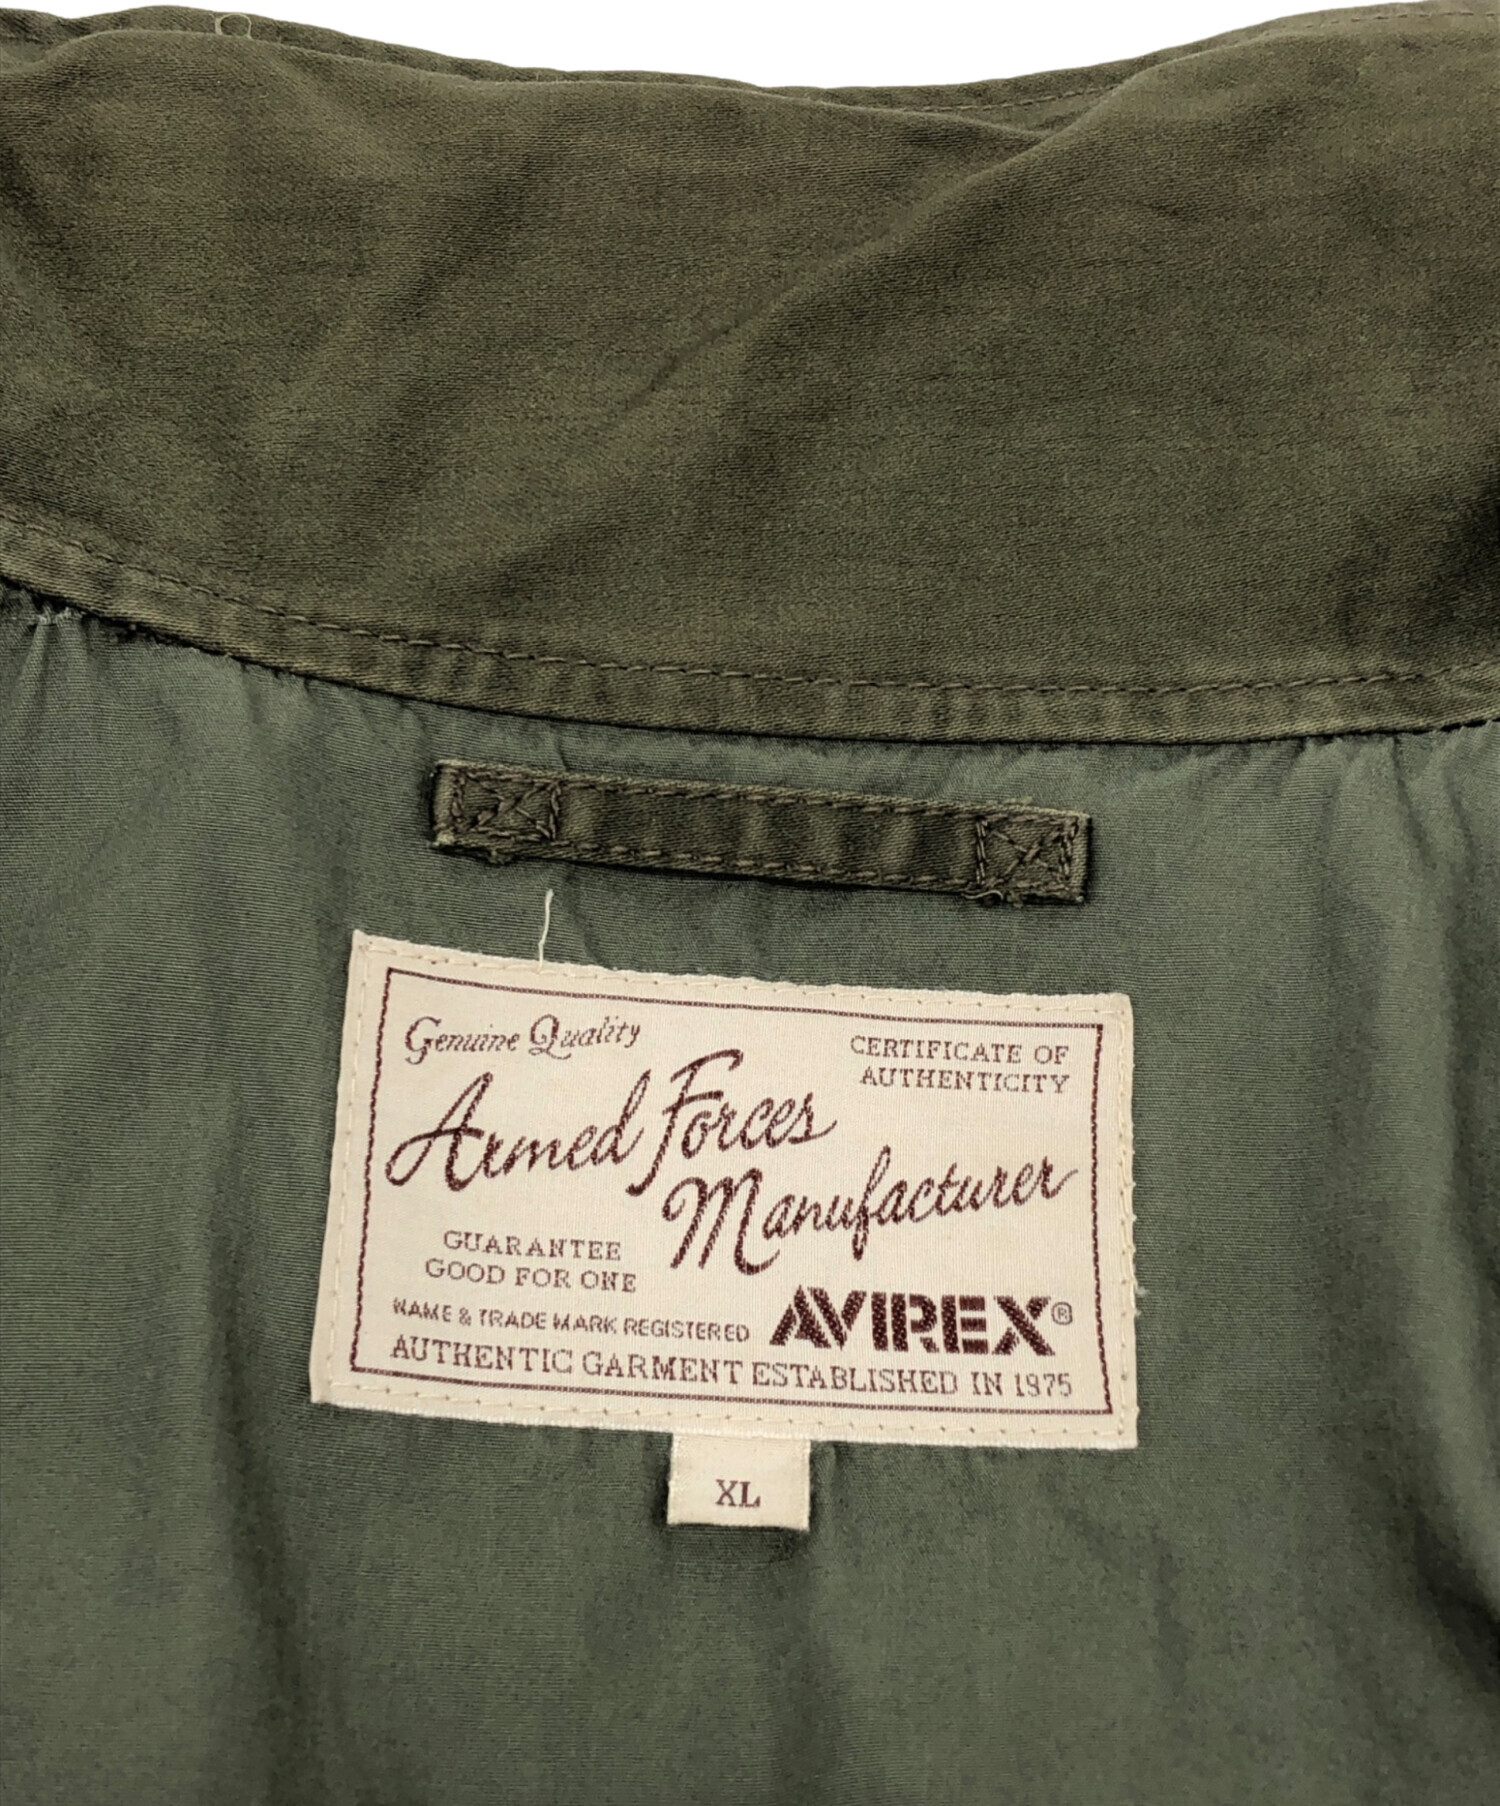 Genuine Quality
CERTIFICATE OF
AUTHENTICITY
Armed Forces
Manufacturer
GUARANTEE
GOOD FOR ONE
NAME & TRADE MARK REGISTERED
AVIREX®
AUTHENTIC GARMENT ESTABLISHED IN 1975
XL